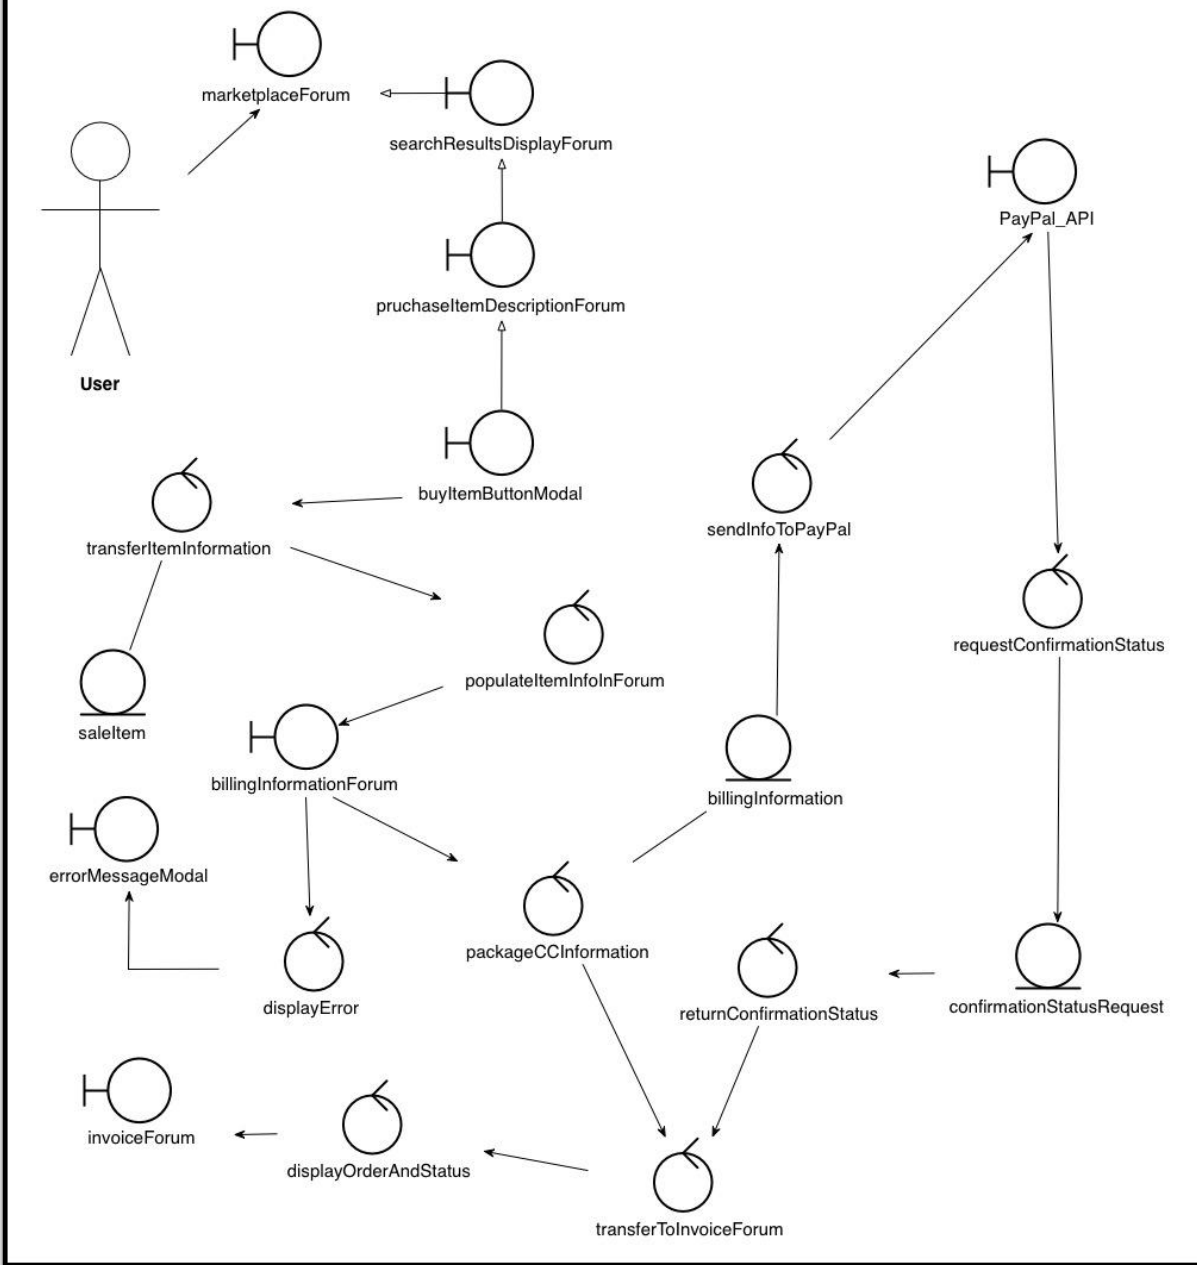 marketplaceForum
searchResultsDisplayForum
PayPal_API
pruchaseItemDescriptionForum
User
buyItemButtonModal
sendInfoToPayPal
transferItemInformation
requestConfirmationStatus
populateItemInfoInForum
saleItem
billingInformationForum
billingInformation
errorMessageModal
packageCCInformation
displayError
returnConfirmationStatus
confirmationStatusRequest
invoiceForum
displayOrderAndStatus
transferToInvoiceForum